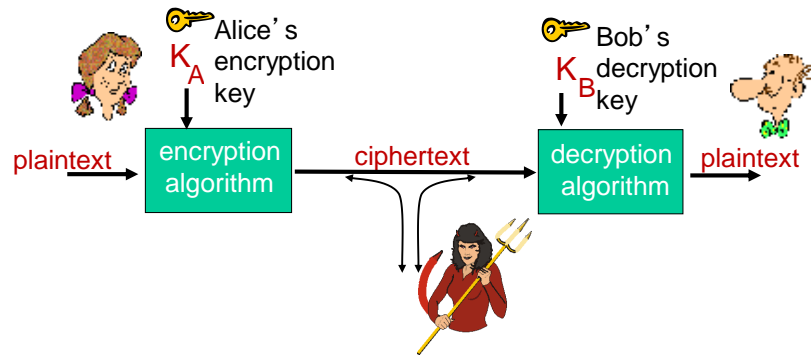 Alice's
encryption
key
K_A
Bob's
decryption
key
K_B
plaintext
encryption
algorithm
ciphertext
decryption
algorithm
plaintext